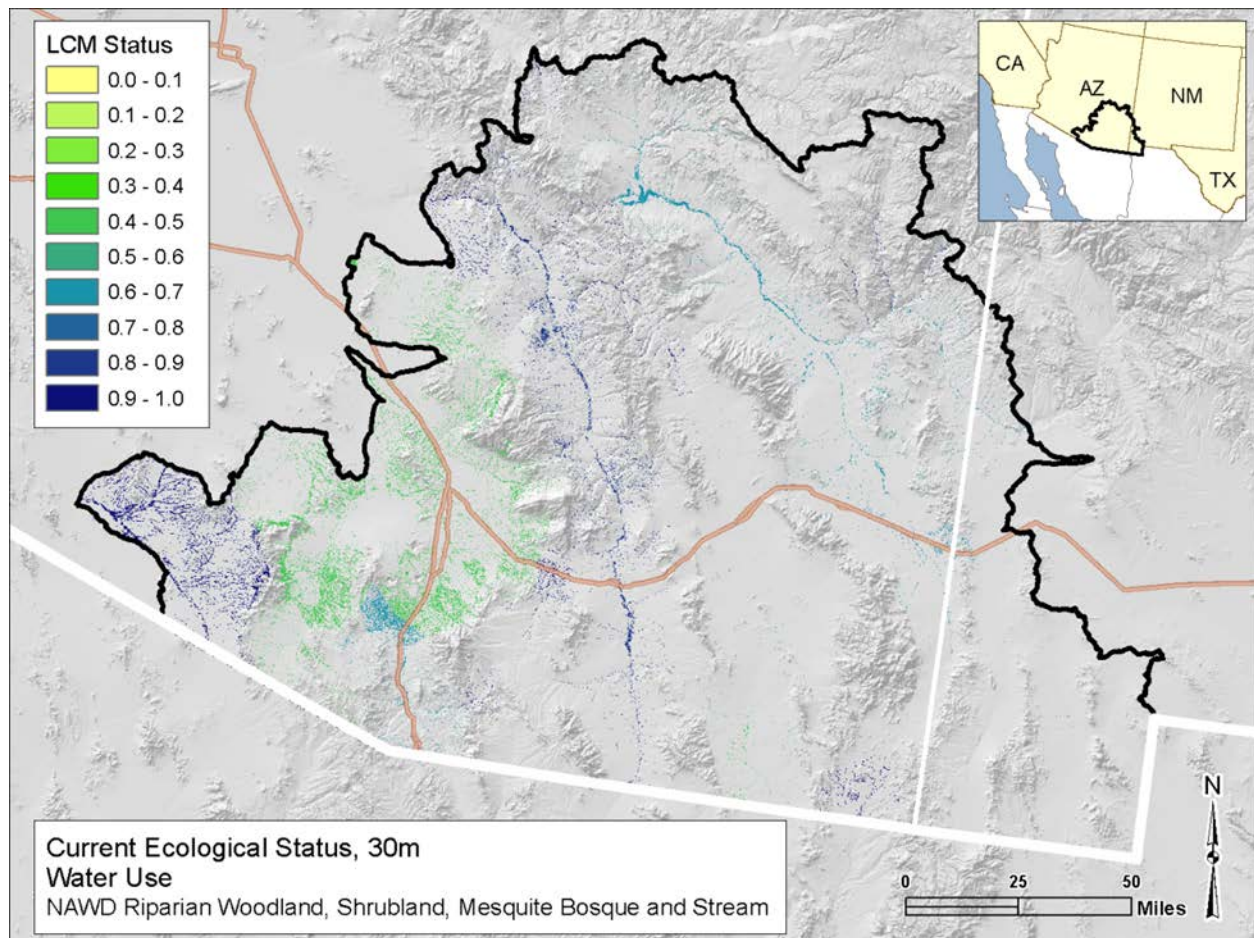 LCM Status
0.0 - 0.1
0.1 - 0.2
0.2 - 0.3
0.3 - 0.4
0.4 - 0.5
0.5 - 0.6
0.6 - 0.7
0.7 - 0.8
0.8 - 0.9
0.9 - 1.0
CA
AZ
NM
TX
Current Ecological Status, 30m
Water Use
NAWD Riparian Woodland, Shrubland, Mesquite Bosque and Stream
N
0 25 50
Miles